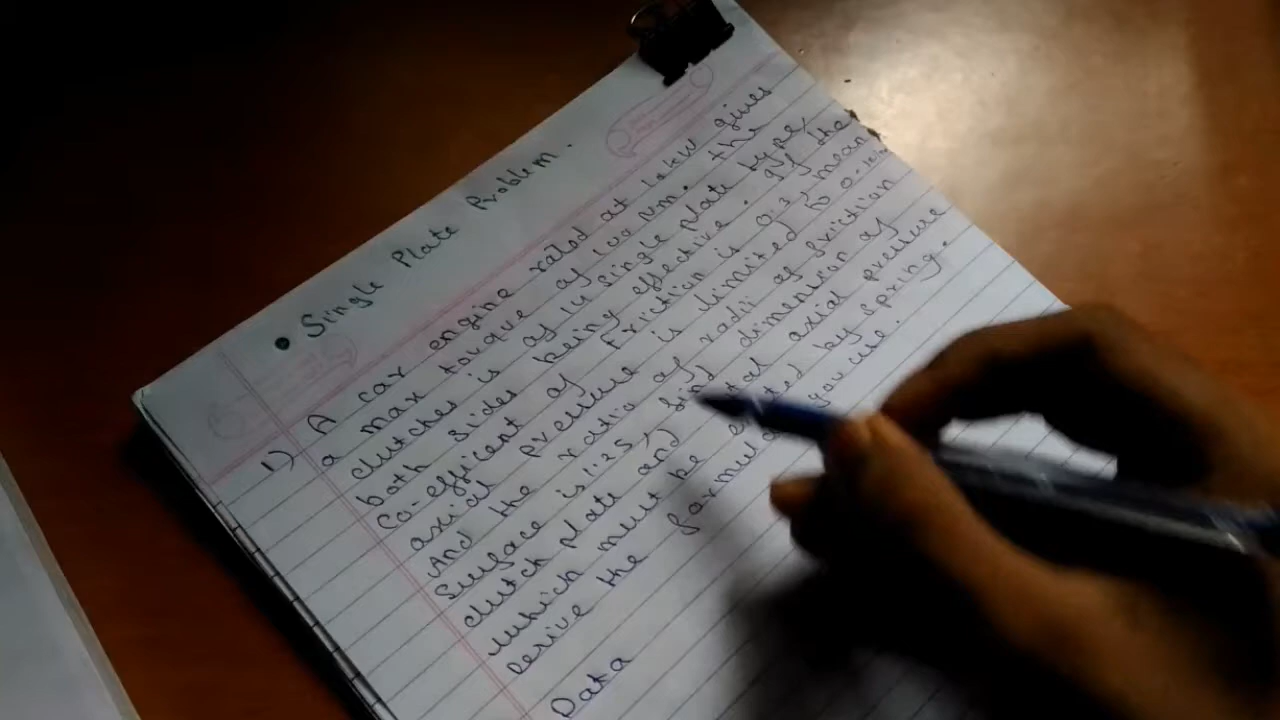 • Single Plate Problem.
1) A car engine rated at 10kW gives
a max torque of 100 Nm. the
clutches is of single plate type,
both sides being effective. If the
Co-efficient of friction is 0.3, mean
axial pressure is limited to
And the ratio of radii of friction
Surface is 1.25, find dimension of
clutch plate and total axial pressure
which must be exerted by spring.
Derive the formula you use.
Data